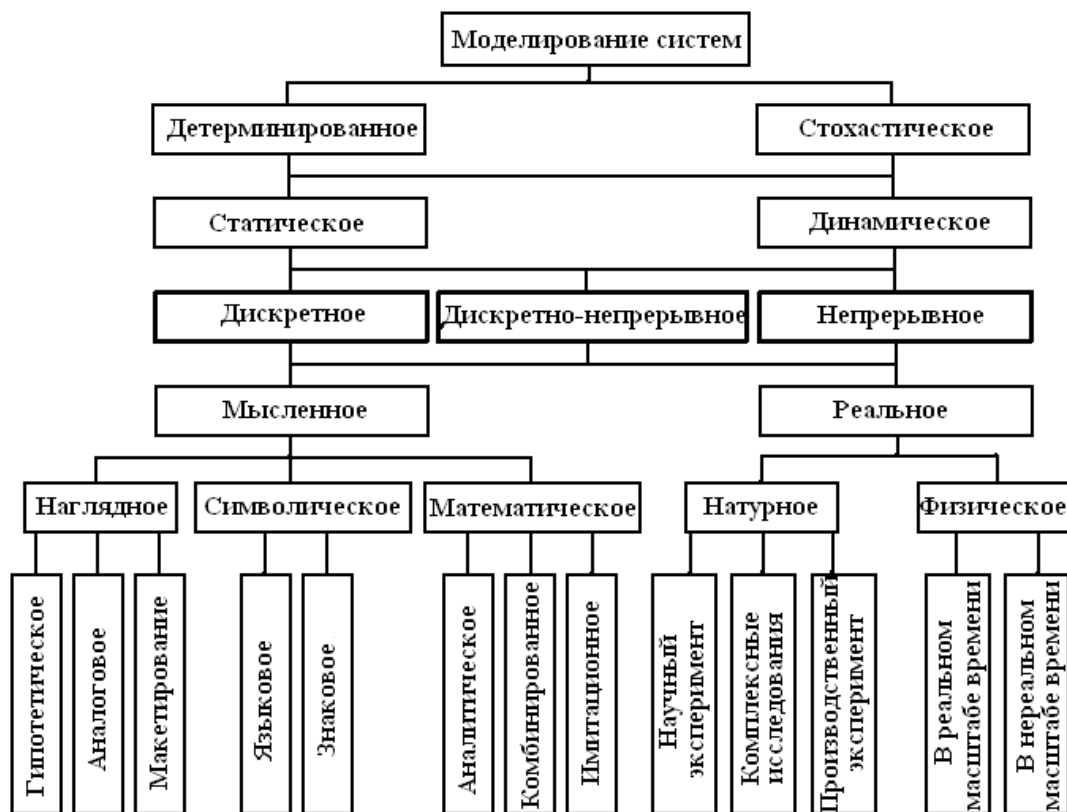 Моделирование систем
Детерминированное
Стохастическое
Статическое
Динамическое
Дискретное
Дискретно-непрерывное
Непрерывное
Мысленное
Реальное
Наглядное
Символическое
Математическое
Натурное
Физическое
Гипотетическое
Аналоговое
Макетирование
Языковое
Знаковое
Аналитическое
Комбинированное
Имитационное
Научный
эксперимент
Комплексные
исследования
Производственный
эксперимент
В реальном
масштабе времени
В нереальном
масштабе времени